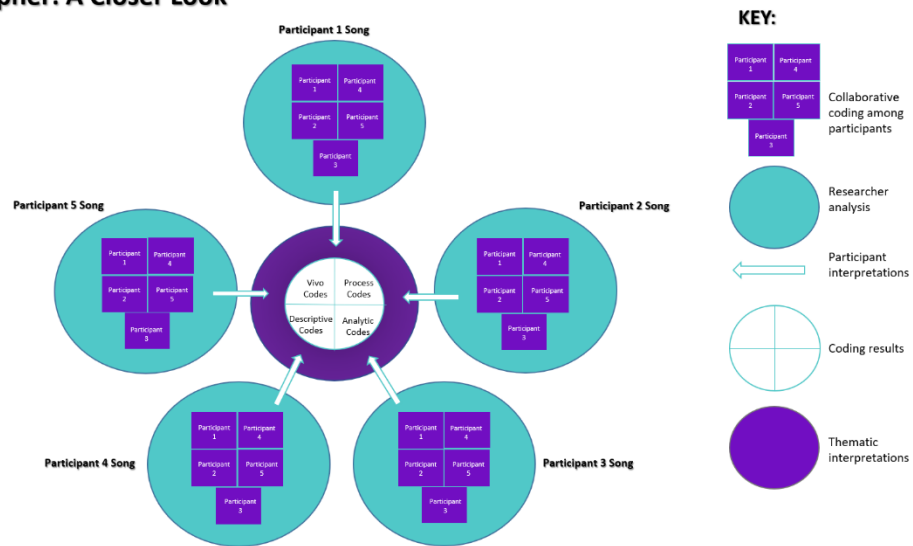 A Closer Look
KEY:
Participant 1 Song
Participant
1
Participant
4
Participant
2
Participant
5
Participant
3
Participant 5 Song
Participant
1
Participant
4
Participant
2
Participant
5
Participant
3
Participant 2 Song
Participant
1
Participant
4
Participant
2
Participant
5
Participant
3
Vivo
Codes
Process
Codes
Descriptive
Codes
Analytic
Codes
Participant 4 Song
Participant
1
Participant
4
Participant
2
Participant
5
Participant
3
Participant 3 Song
Participant
1
Participant
4
Participant
2
Participant
5
Participant
3
Participant
1
Participant
4
Participant
2
Participant
5
Participant
3
Collaborative
coding among
participants
Researcher
analysis
Participant
interpretations
Coding results
Thematic
interpretations